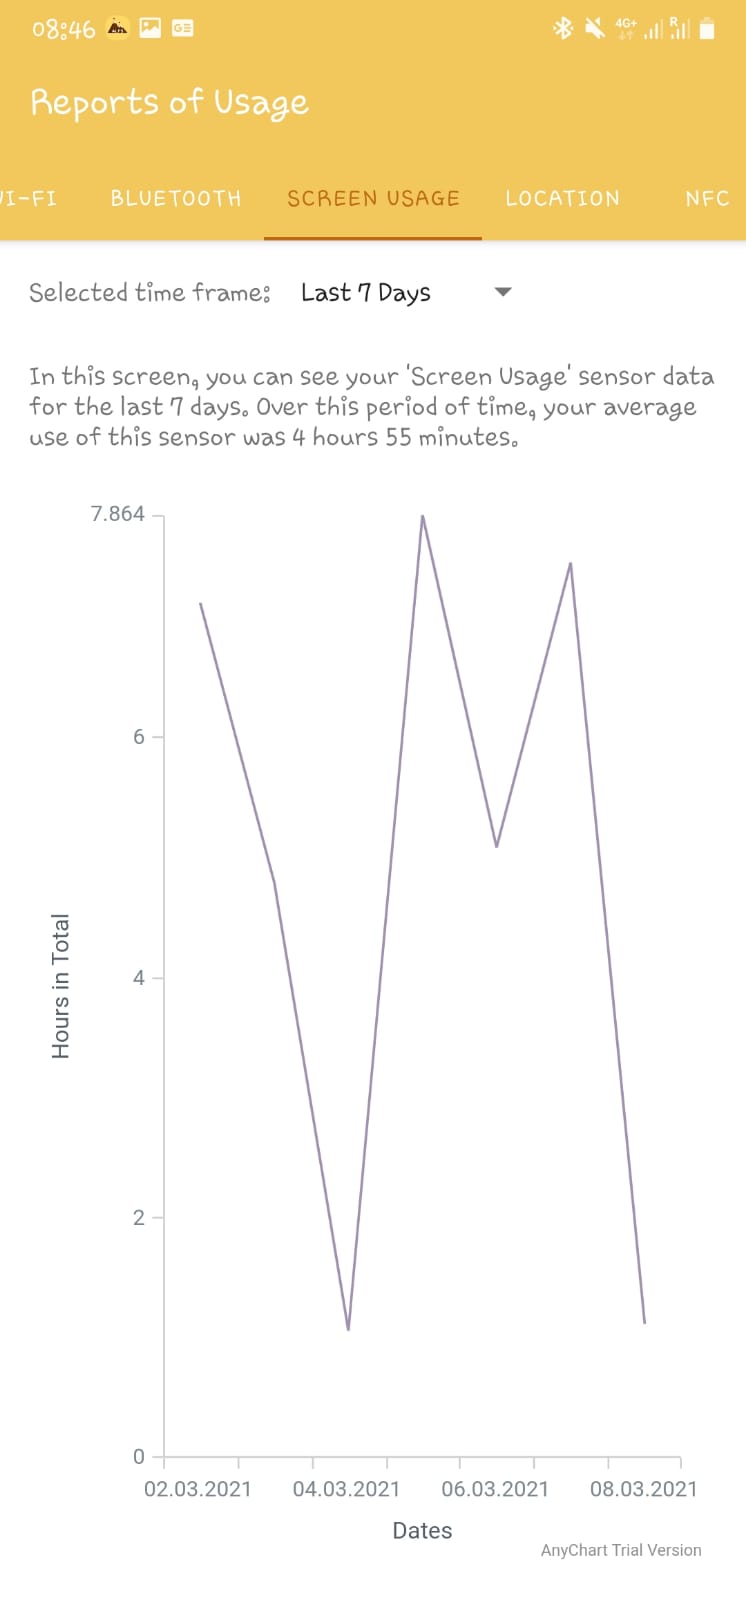 08:46 GE 4G+ R
Reports of Usage
VI-FI BLUETOOTH SCREEN USAGE LOCATION NFC
Selected time frame: Last 7 Days
In this screen, you can see your 'Screen Usage' sensor data
for the last 7 days. Over this period of time, your average
use of this sensor was 4 hours 55 minutes.
7.864
6
4
2
0
Hours in Total
02.03.2021 04.03.2021 06.03.2021 08.03.2021
Dates
AnyChart Trial Version